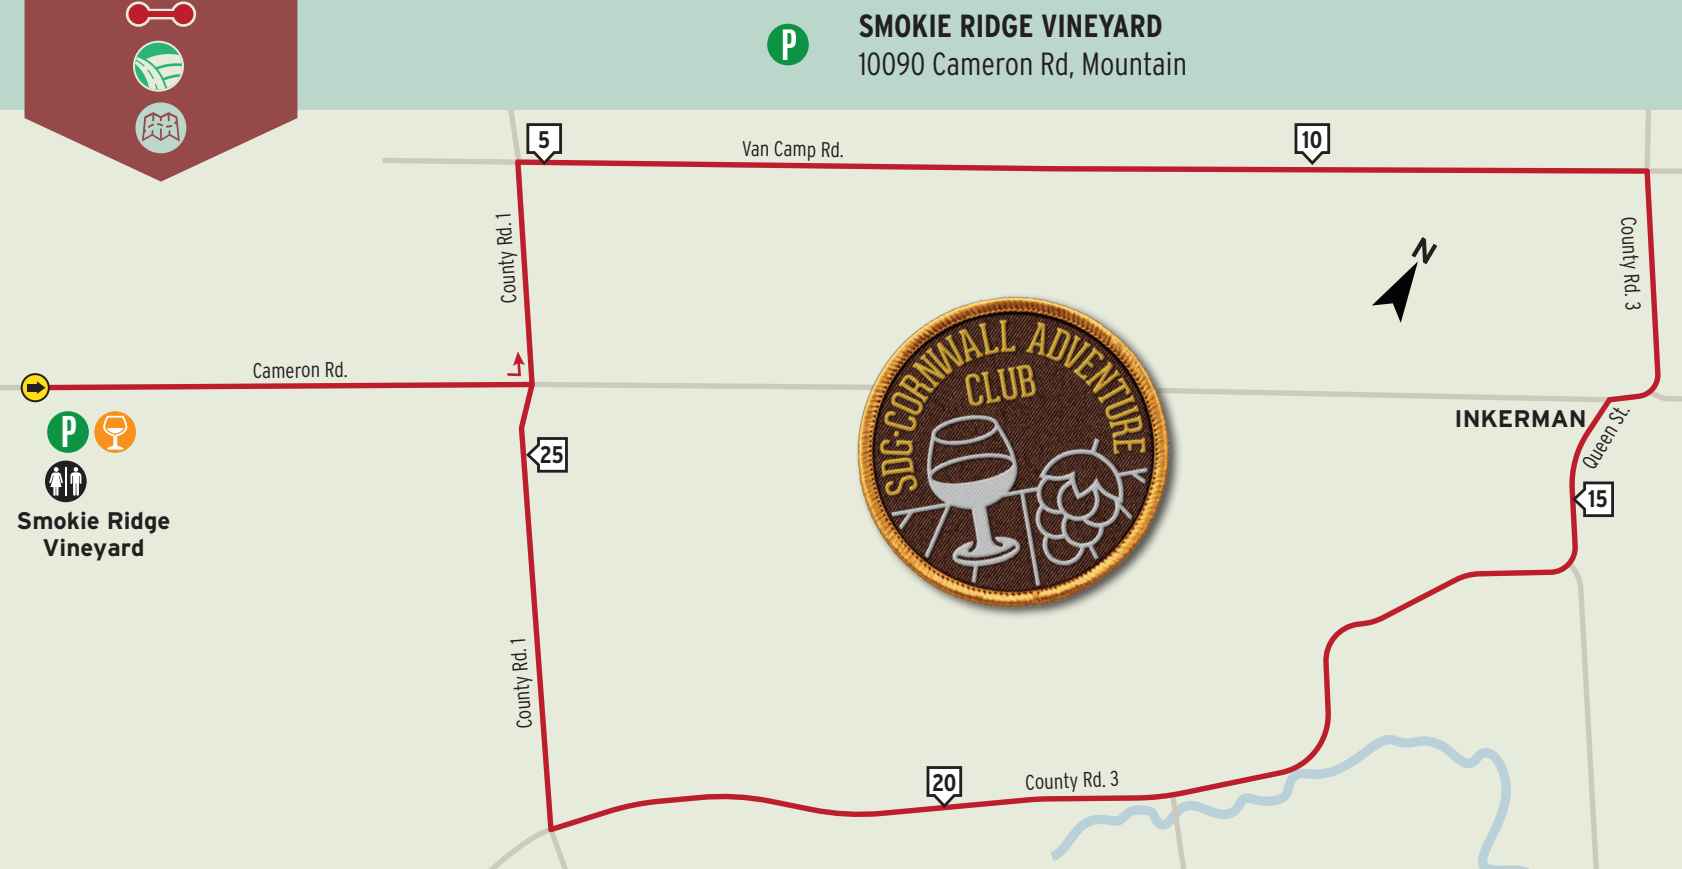 P
SMOKIE RIDGE VINEYARD
10090 Cameron Rd, Mountain
5
Van Camp Rd.
10
County Rd. 1
County Rd. 3
N
SDG-CORNWALL ADVENTURE
CLUB
Cameron Rd.
P
Smokie Ridge
Vineyard
25
INKERMAN
Queen St.
15
County Rd. 1
20
County Rd. 3